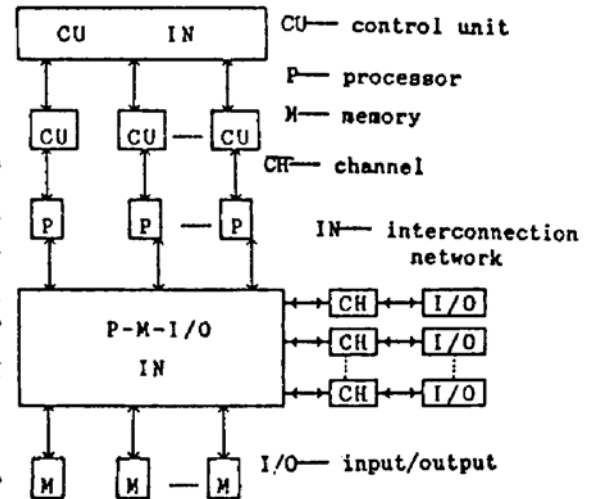 CU IN
CU— control unit
P— processor
M— memory
CU CU — CU
CH— channel
P P — P
IN— interconnection
network
P-M-I/O
IN
CH I/O
CH I/O
CH I/O
M M — M
I/O— input/output